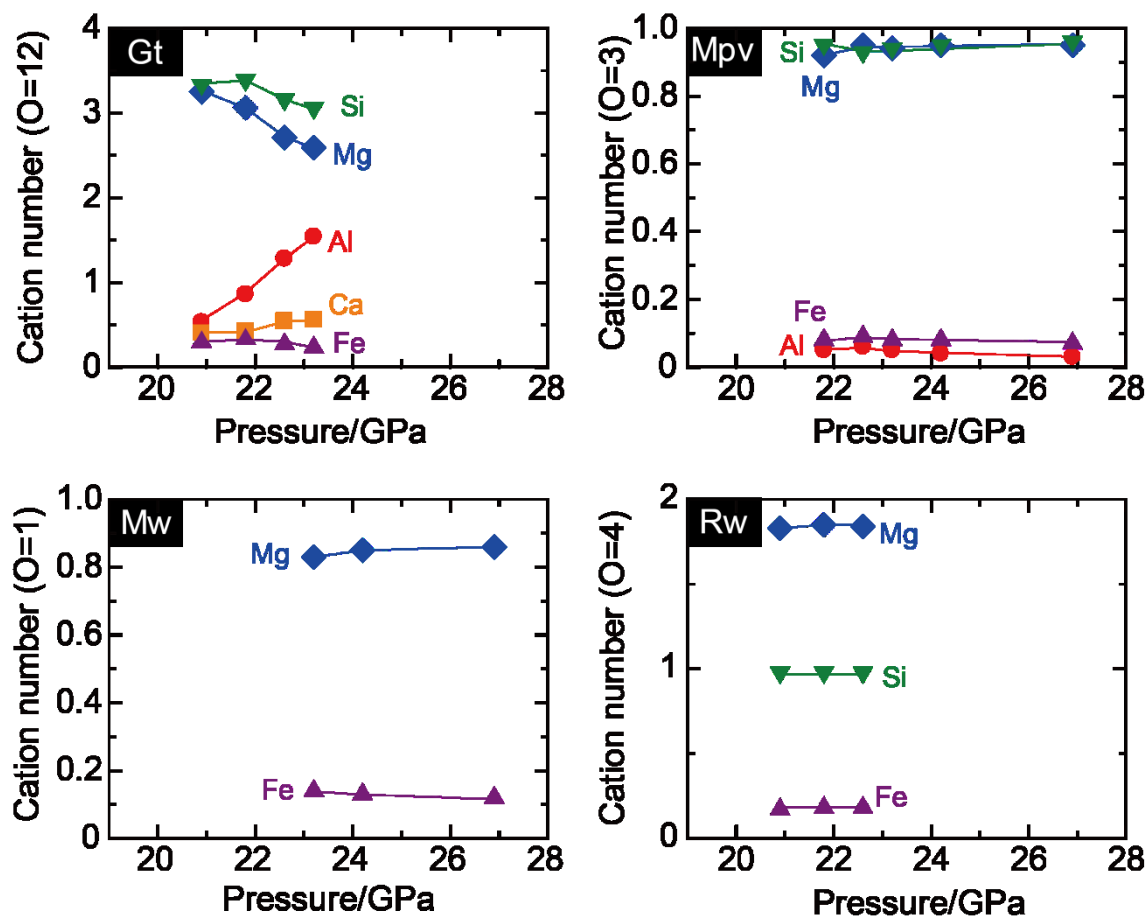 Gt
Cation number (O=12)
4
3
2
1
0
Si
Mg
Al
Ca
Fe
20 22 24 26 28
Pressure/GPa
Mpv
Cation number (O=3)
1.0
0.8
0.6
0.4
0.2
0
Si
Mg
Fe
Al
20 22 24 26 28
Pressure/GPa
Mw
Cation number (O=1)
1.0
0.8
0.6
0.4
0.2
0
Mg
Fe
20 22 24 26 28
Pressure/GPa
Rw
Cation number (O=4)
2
1
0
Mg
Si
Fe
20 22 24 26 28
Pressure/GPa